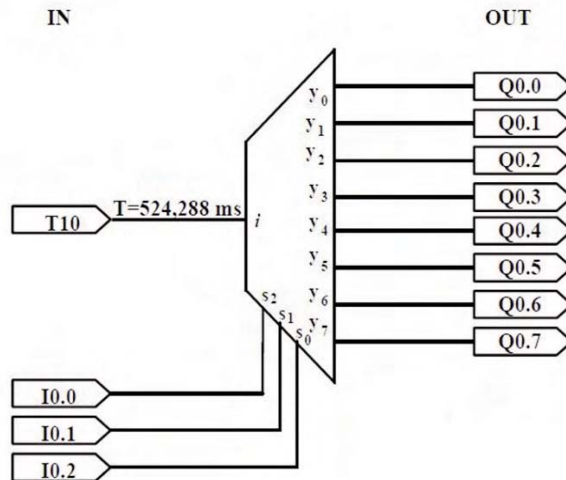 IN OUT
y0 Q0.0
y1 Q0.1
y2 Q0.2
y3 Q0.3
T10 T=524,288 ms i y4 Q0.4
y5 Q0.5
s2 y6 Q0.6
s1 y7 Q0.7
s0
I0.0
I0.1
I0.2